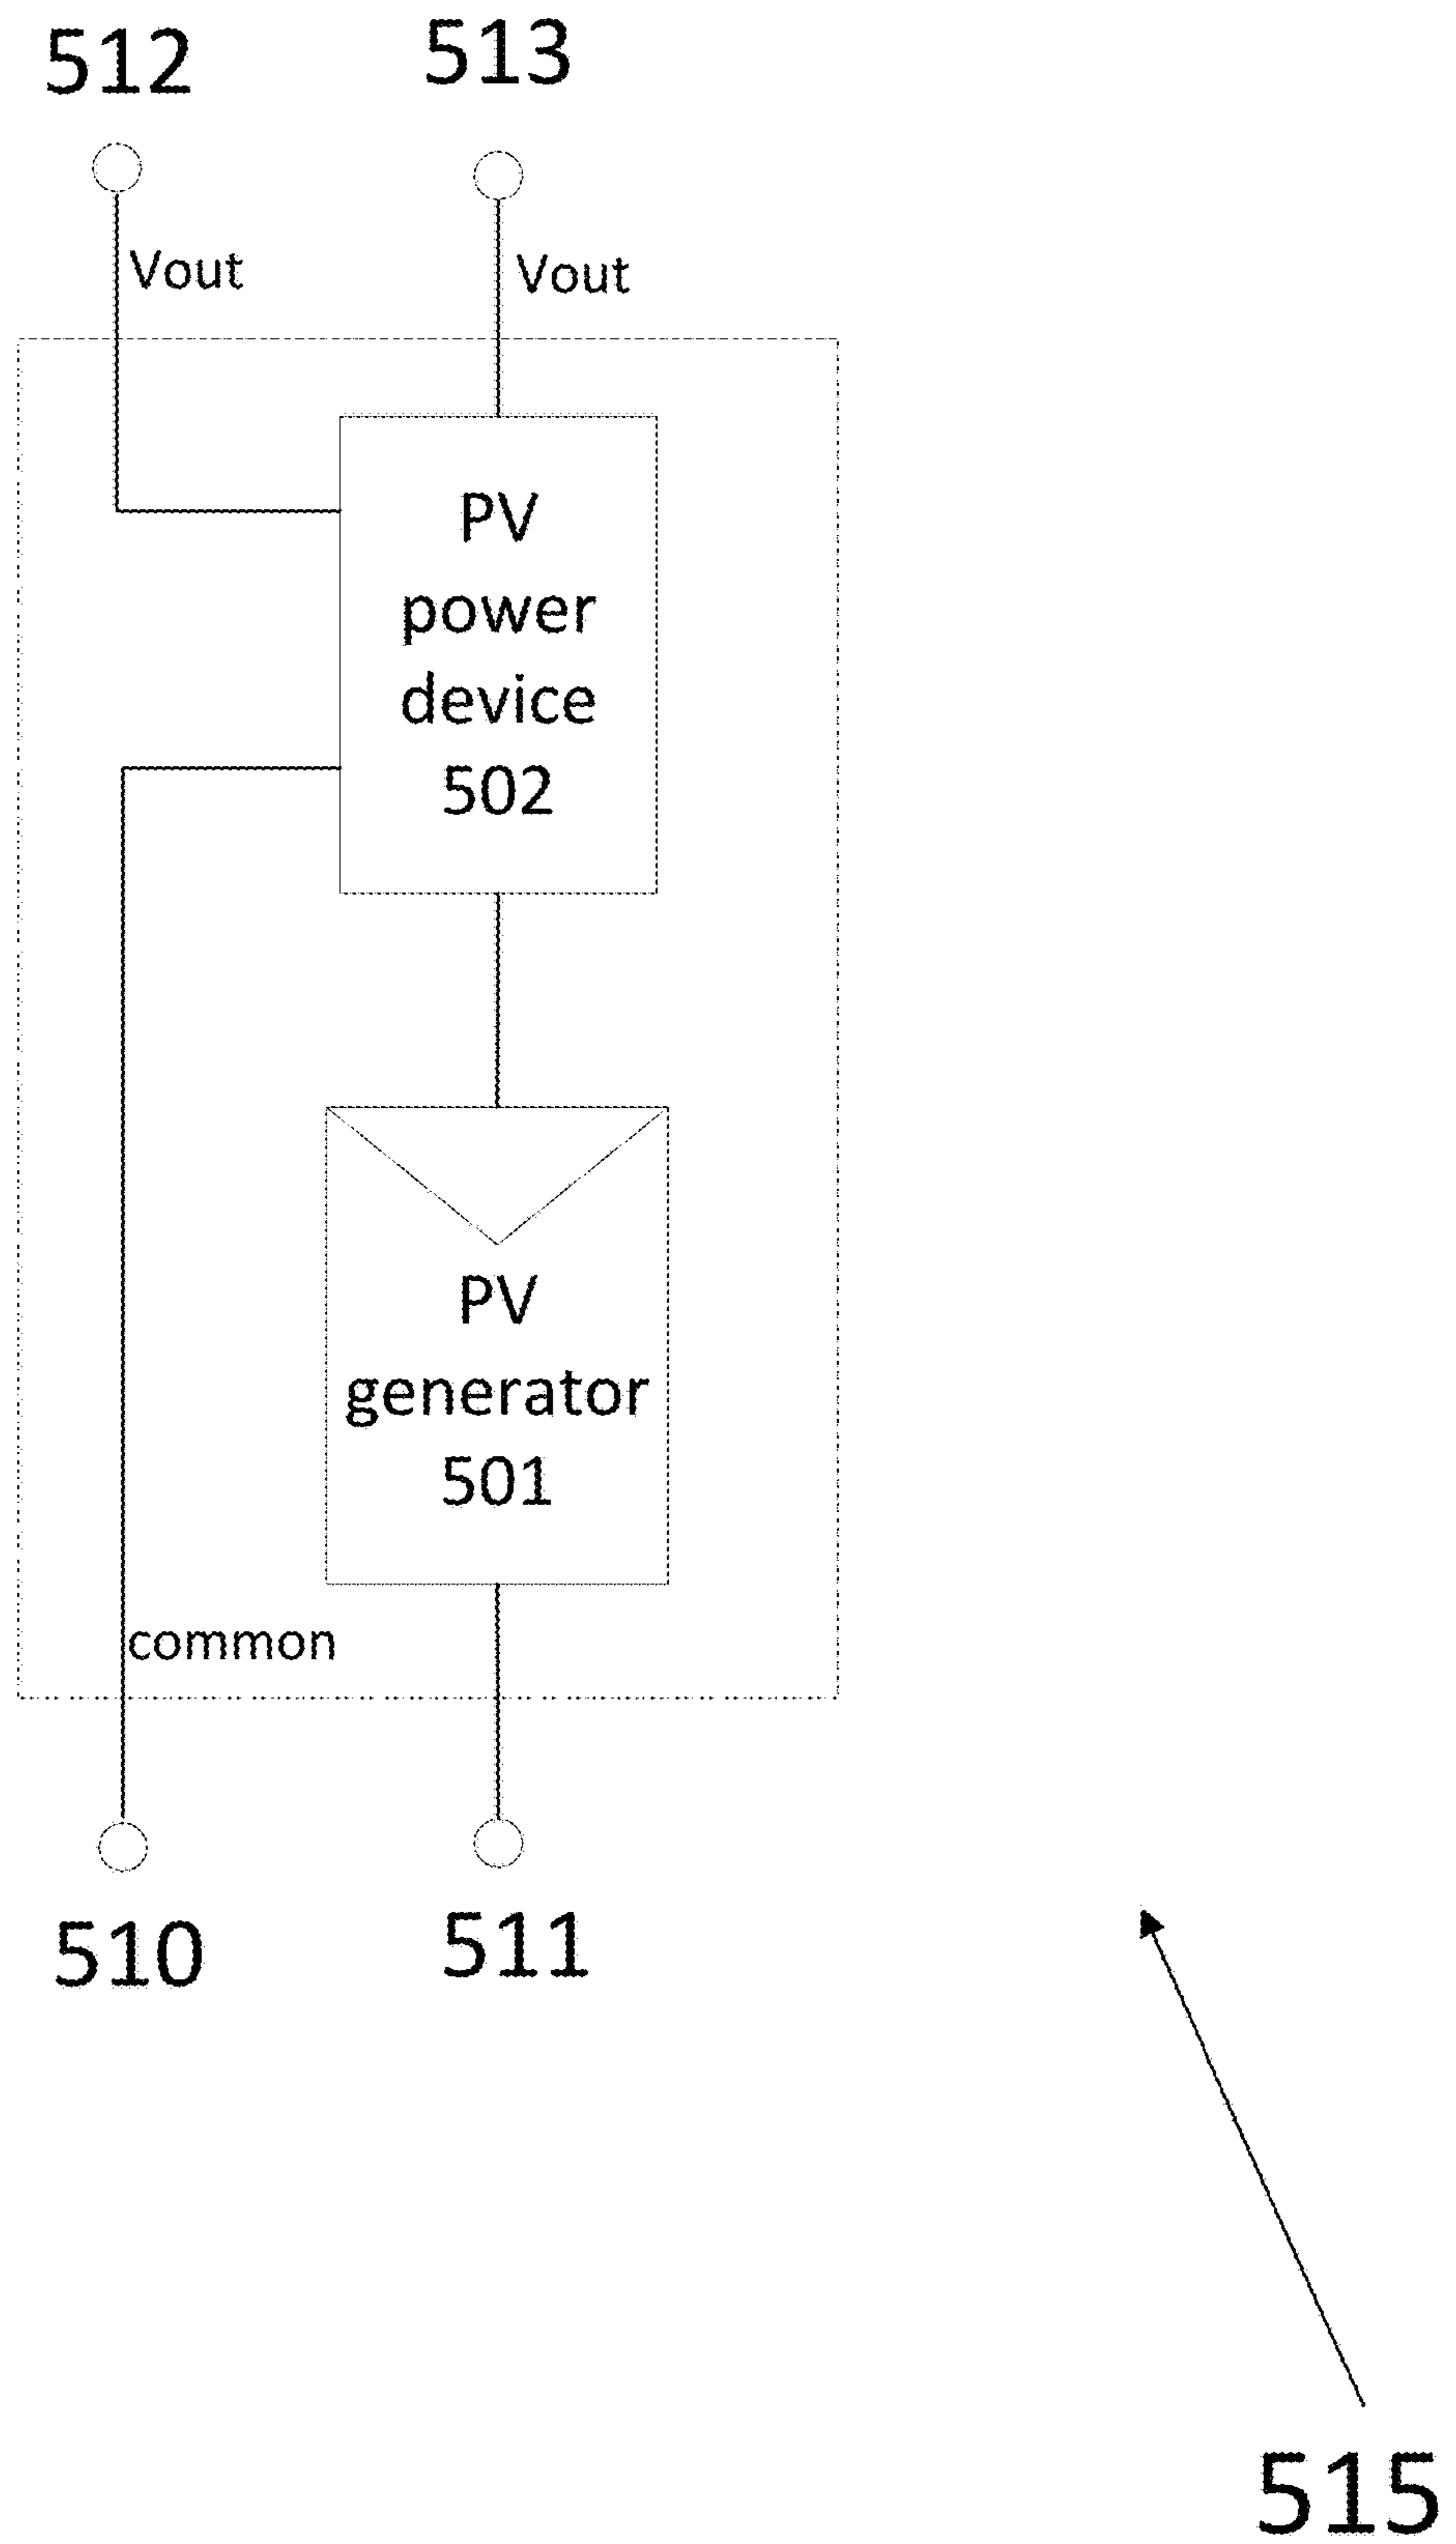 512
513
Vout
Vout
PV
power
device
502
PV
generator
501
common
510
511
515